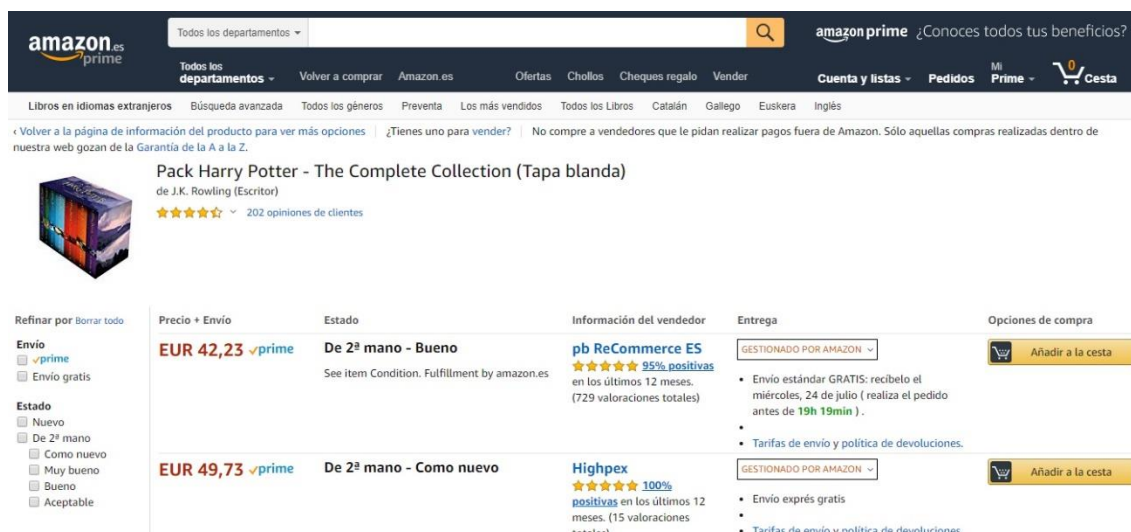 amazon.es
prime
Todos los departamentos
amazon prime ¿Conoces todos tus beneficios?
Todos los
departamentos
Volver a comprar Amazon.es Ofertas Chollos Cheques regalo Vender
Cuenta y listas Pedidos Mi
Prime 0
Cesta
Libros en idiomas extranjeros Búsqueda avanzada Todos los géneros Preventa Los más vendidos Todos los Libros Catalán Gallego Euskera Inglés
‹ Volver a la página de información del producto para ver más opciones | ¿Tienes uno para vender? | No compre a vendedores que le pidan realizar pagos fuera de Amazon. Sólo aquellas compras realizadas dentro de
nuestra web gozan de la Garantía de la A a la Z.
Pack Harry Potter - The Complete Collection (Tapa blanda)
de J.K. Rowling (Escritor)
202 opiniones de clientes
Refinar por Borrar todo
Envío
prime
Envío gratis
Estado
Nuevo
De 2ª mano
Como nuevo
Muy bueno
Bueno
Aceptable
Precio + Envío Estado Información del vendedor Entrega Opciones de compra
EUR 42,23 prime
De 2ª mano - Bueno
See item Condition. Fulfillment by amazon.es
pb ReCommerce ES
95% positivas
en los últimos 12 meses.
(729 valoraciones totales)
GESTIONADO POR AMAZON
• Envío estándar GRATIS: recíbelo el
miércoles, 24 de julio ( realiza el pedido
antes de 19h 19min ) .
•
• Tarifas de envío y política de devoluciones.
Añadir a la cesta
EUR 49,73 prime
De 2ª mano - Como nuevo
Highpex
100%
positivas en los últimos 12
meses. (15 valoraciones
totales)
GESTIONADO POR AMAZON
• Envío exprés gratis
•
• Tarifas de envío y política de devoluciones.
Añadir a la cesta